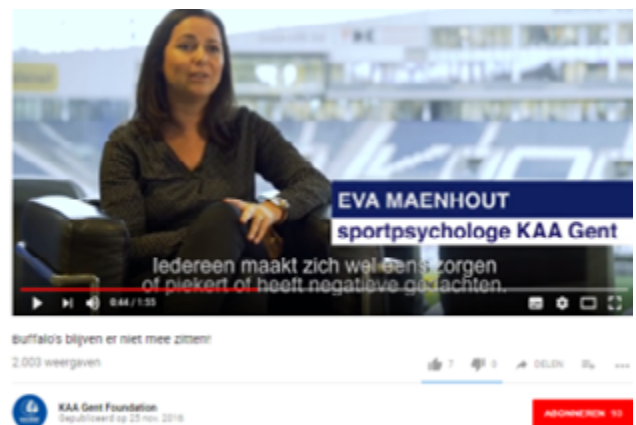 EVA MAENHOUT
sportpsychologe KAA Gent
Iedereen maakt zich wel eens zorgen
of piekert of heeft negatieve gedachten.
0:44 / 1:55
Buffalo's blijven er niet mee zitten!
2.003 weergaven
7
0
DELEN
KAA Gent Foundation
Gepubliceerd op 25 nov. 2016
ABONNEREN 93